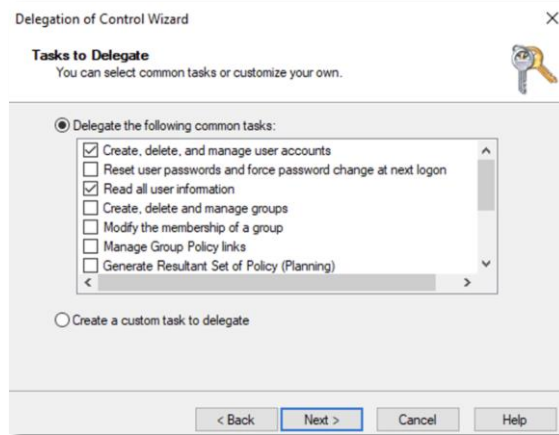 Delegation of Control Wizard
Tasks to Delegate
You can select common tasks or customize your own.
Delegate the following common tasks:
Create, delete, and manage user accounts
Reset user passwords and force password change at next logon
Read all user information
Create, delete and manage groups
Modify the membership of a group
Manage Group Policy links
Generate Resultant Set of Policy (Planning)
Create a custom task to delegate
< Back Next > Cancel Help